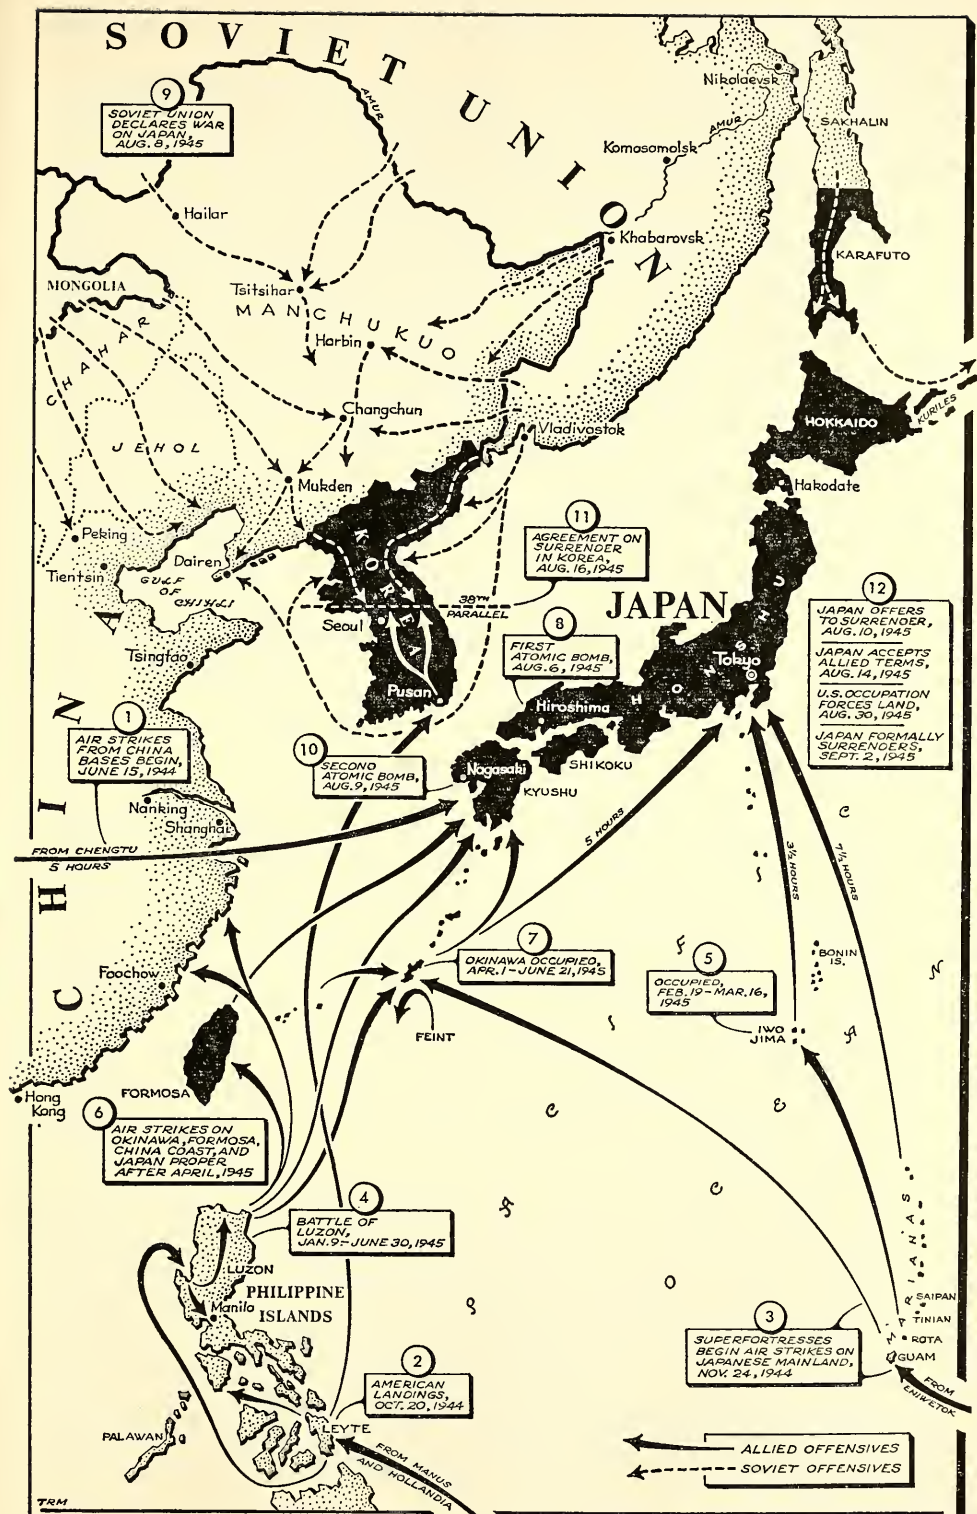 SOVIET UNION
9
SOVIET UNION
DECLARES WAR
ON JAPAN,
AUG. 8, 1945
AMUR
Nikolaevsk
AMUR
SAKHALIN
Komosomolsk
Hailar
Khabarovsk
KARAFUTO
MONGOLIA
Tsitsihar
MANCHUKUO
Harbin
CHAHAR
KURILES
HOKKAIDO
Changchun
Vladivostok
JEHOL
Mukden
Hakodate
Peking
Tientsin
Dairen
GULF
OF
CHIHLI
KOREA
11
AGREEMENT ON
SURRENDER
IN KOREA,
AUG. 16, 1945
38TH
PARALLEL
Seoul
JAPAN
12
JAPAN OFFERS
TO SURRENDER,
AUG. 10, 1945
JAPAN ACCEPTS
ALLIED TERMS,
AUG. 14, 1945
U.S. OCCUPATION
FORCES LAND,
AUG. 30, 1945
JAPAN FORMALLY
SURRENDERS,
SEPT. 2, 1945
8
FIRST
ATOMIC BOMB,
AUG. 6, 1945
HONSHU
Tokyo
Tsingtao
Pusan
Hiroshima
CHINA
1
AIR STRIKES
FROM CHINA
BASES BEGIN,
JUNE 15, 1944
10
SECOND
ATOMIC BOMB,
AUG. 9, 1945
Nagasaki
SHIKOKU
KYUSHU
Nanking
Shanghai
FROM CHENGTU
5 HOURS
5 HOURS
3½ HOURS
7½ HOURS
7
OKINAWA OCCUPIED,
APR. 1 – JUNE 21, 1945
5
OCCUPIED,
FEB. 19 – MAR. 16,
1945
BONIN
IS.
Foochow
FEINT
IWO
JIMA
FORMOSA
Hong
Kong
6
AIR STRIKES ON
OKINAWA, FORMOSA,
CHINA COAST, AND
JAPAN PROPER
AFTER APRIL, 1945
PACIFIC OCEAN
4
BATTLE OF
LUZON,
JAN. 9 – JUNE 30, 1945
LUZON
PHILIPPINE
ISLANDS
Manila
MARIANAS
SAIPAN
TINIAN
ROTA
GUAM
3
SUPERFORTRESSES
BEGIN AIR STRIKES ON
JAPANESE MAINLAND,
NOV. 24, 1944
FROM
ENIWETOK
2
AMERICAN
LANDINGS,
OCT. 20, 1944
LEYTE
PALAWAN
FROM MANUS
AND HOLLANDIA
ALLIED OFFENSIVES
SOVIET OFFENSIVES
TRM